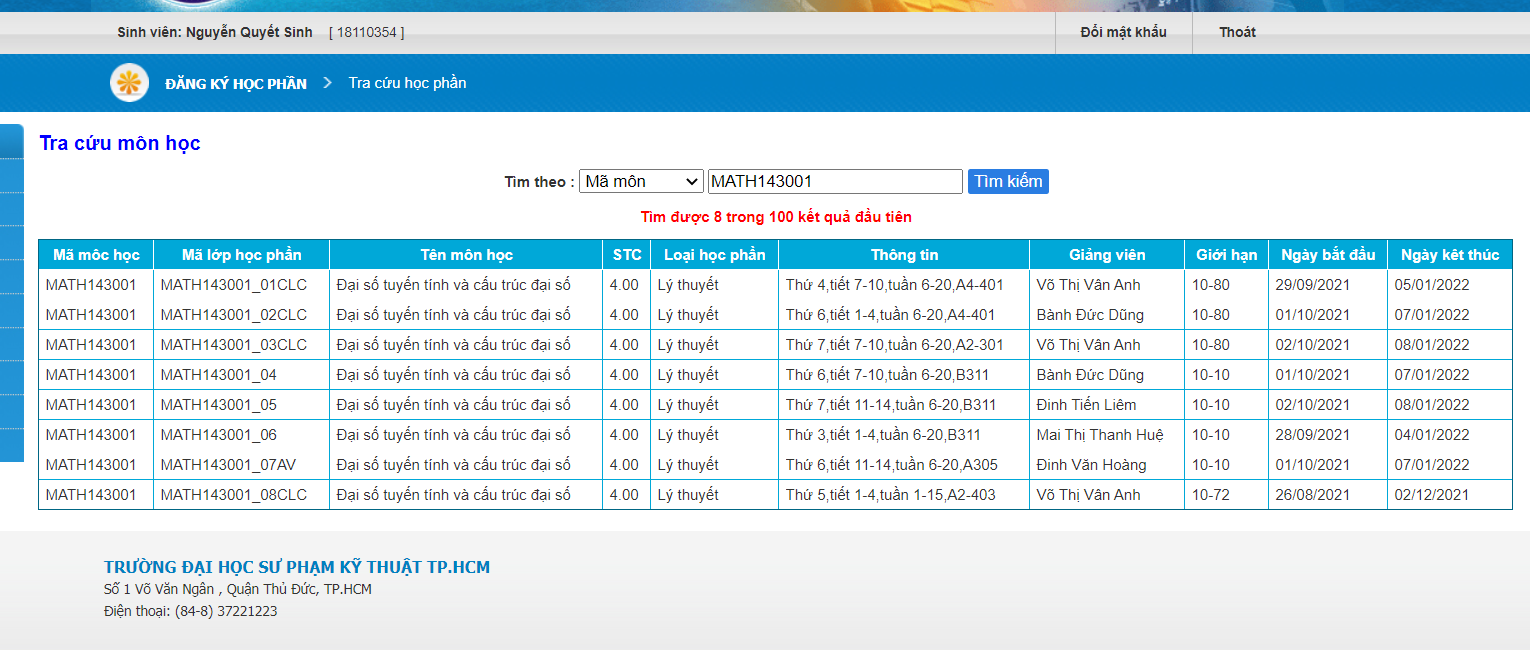 Sinh viên: Nguyễn Quyết Sinh [ 18110354 ] Đổi mật khẩu Thoát
ĐĂNG KÝ HỌC PHẦN > Tra cứu học phần
Tra cứu môn học
Tìm theo : Mã môn MATH143001 Tìm kiếm
Tìm được 8 trong 100 kết quả đầu tiên
Mã môc học Mã lớp học phần Tên môn học STC Loại học phần Thông tin Giảng viên Giới hạn Ngày bắt đầu Ngày kêt thúc
MATH143001 MATH143001_01CLC Đại số tuyến tính và cấu trúc đại số 4.00 Lý thuyết Thứ 4,tiết 7-10,tuần 6-20,A4-401 Võ Thị Vân Anh 10-80 29/09/2021 05/01/2022
MATH143001 MATH143001_02CLC Đại số tuyến tính và cấu trúc đại số 4.00 Lý thuyết Thứ 6,tiết 1-4,tuần 6-20,A4-401 Bành Đức Dũng 10-80 01/10/2021 07/01/2022
MATH143001 MATH143001_03CLC Đại số tuyến tính và cấu trúc đại số 4.00 Lý thuyết Thứ 7,tiết 7-10,tuần 6-20,A2-301 Võ Thị Vân Anh 10-80 02/10/2021 08/01/2022
MATH143001 MATH143001_04 Đại số tuyến tính và cấu trúc đại số 4.00 Lý thuyết Thứ 6,tiết 7-10,tuần 6-20,B311 Bành Đức Dũng 10-10 01/10/2021 07/01/2022
MATH143001 MATH143001_05 Đại số tuyến tính và cấu trúc đại số 4.00 Lý thuyết Thứ 7,tiết 11-14,tuần 6-20,B311 Đinh Tiến Liêm 10-10 02/10/2021 08/01/2022
MATH143001 MATH143001_06 Đại số tuyến tính và cấu trúc đại số 4.00 Lý thuyết Thứ 3,tiết 1-4,tuần 6-20,B311 Mai Thị Thanh Huệ 10-10 28/09/2021 04/01/2022
MATH143001 MATH143001_07AV Đại số tuyến tính và cấu trúc đại số 4.00 Lý thuyết Thứ 6,tiết 11-14,tuần 6-20,A305 Đinh Văn Hoàng 10-10 01/10/2021 07/01/2022
MATH143001 MATH143001_08CLC Đại số tuyến tính và cấu trúc đại số 4.00 Lý thuyết Thứ 5,tiết 1-4,tuần 1-15,A2-403 Võ Thị Vân Anh 10-72 26/08/2021 02/12/2021
TRƯỜNG ĐẠI HỌC SƯ PHẠM KỸ THUẬT TP.HCM
Số 1 Võ Văn Ngân , Quận Thủ Đức, TP.HCM
Điện thoại: (84-8) 37221223